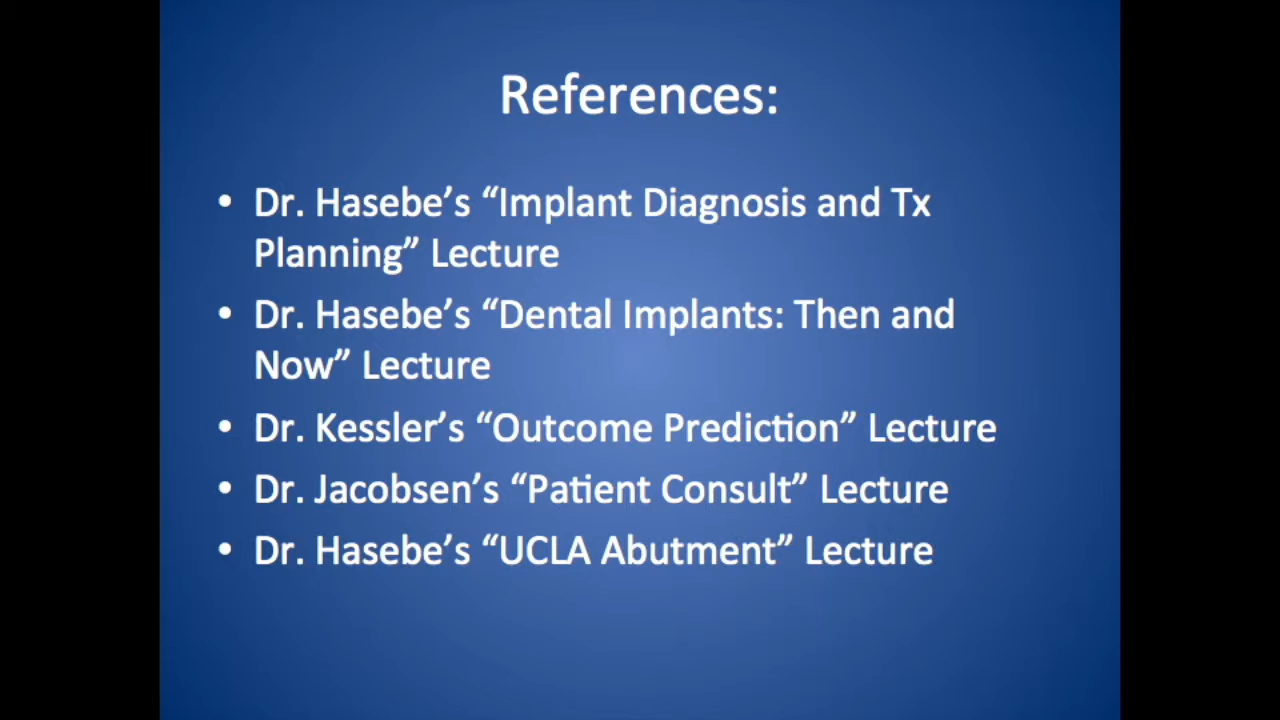 References:
• Dr. Hasebe’s “Implant Diagnosis and Tx
Planning” Lecture
• Dr. Hasebe’s “Dental Implants: Then and
Now” Lecture
• Dr. Kessler’s “Outcome Prediction” Lecture
• Dr. Jacobsen’s “Patient Consult” Lecture
• Dr. Hasebe’s “UCLA Abutment” Lecture